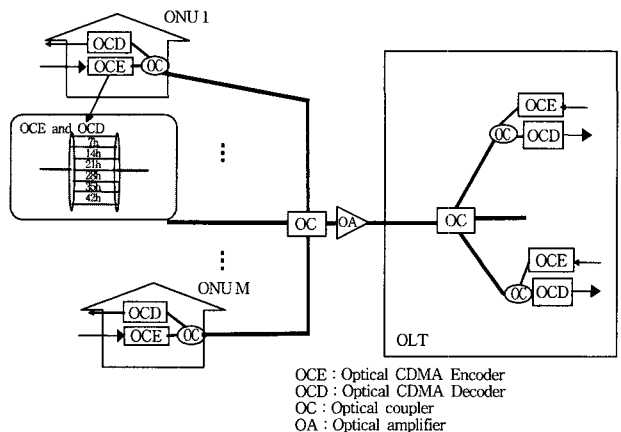 ONU 1
OCD
OCE
OC
OCE and OCD
7h
14h
21h
28h
35h
42h
OC
OA
ONU M
OCD
OCE
OC
OCE
OC
OCD
OC
OCE
OC
OCD
OLT
OCE : Optical CDMA Encoder
OCD : Optical CDMA Decoder
OC : Optical coupler
OA : Optical amplifier